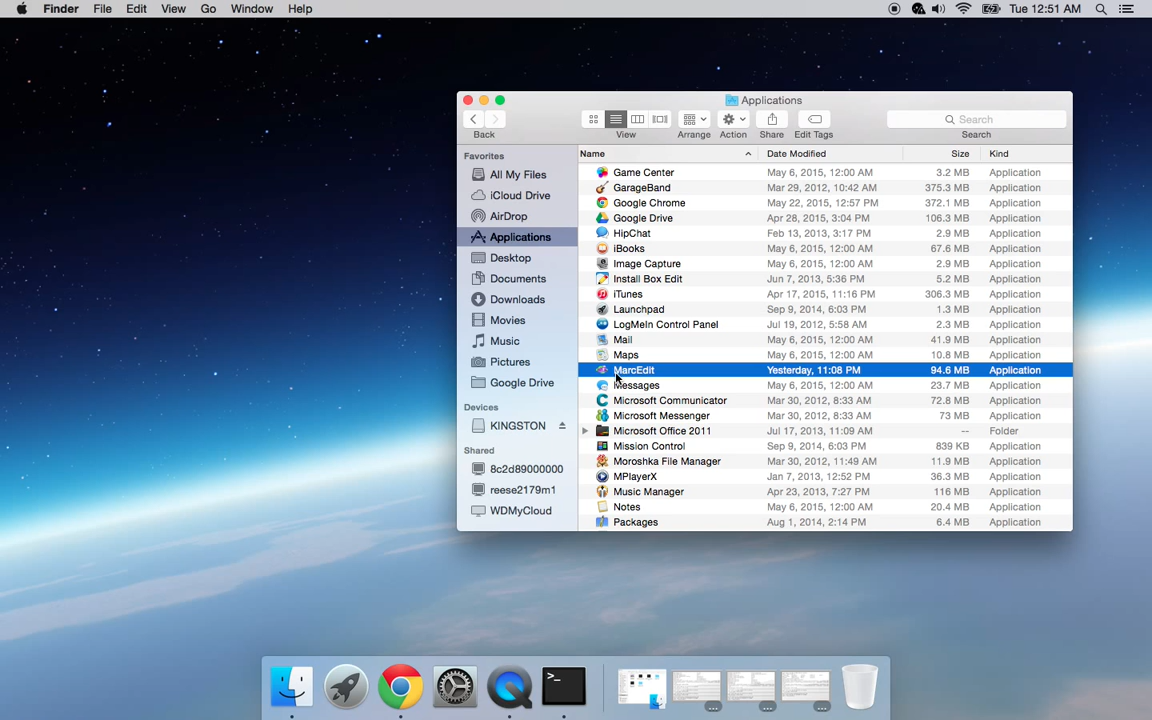 Finder File Edit View Go Window Help Tue 12:51 AM
Applications
Back View Arrange Action Share Edit Tags Search
Search
Favorites
All My Files
iCloud Drive
AirDrop
Applications
Desktop
Documents
Downloads
Movies
Music
Pictures
Google Drive
Devices
KINGSTON
Shared
8c2d89000000
reese2179m1
WDMyCloud
Name Date Modified Size Kind
Game Center May 6, 2015, 12:00 AM 3.2 MB Application
GarageBand Mar 29, 2012, 10:42 AM 375.3 MB Application
Google Chrome May 22, 2015, 12:57 PM 372.1 MB Application
Google Drive Apr 28, 2015, 3:04 PM 106.3 MB Application
HipChat Feb 13, 2013, 3:17 PM 2.9 MB Application
iBooks May 6, 2015, 12:00 AM 67.6 MB Application
Image Capture May 6, 2015, 12:00 AM 2.9 MB Application
Install Box Edit Jun 7, 2013, 5:36 PM 5.2 MB Application
iTunes Apr 17, 2015, 11:16 PM 306.3 MB Application
Launchpad Sep 9, 2014, 6:03 PM 1.3 MB Application
LogMeIn Control Panel Jul 19, 2012, 5:58 AM 2.3 MB Application
Mail May 6, 2015, 12:00 AM 41.9 MB Application
Maps May 6, 2015, 12:00 AM 10.8 MB Application
MarcEdit Yesterday, 11:08 PM 94.6 MB Application
Messages May 6, 2015, 12:00 AM 23.7 MB Application
Microsoft Communicator Mar 30, 2012, 8:33 AM 72.8 MB Application
Microsoft Messenger Mar 30, 2012, 8:33 AM 73 MB Application
Microsoft Office 2011 Jul 17, 2013, 11:09 AM -- Folder
Mission Control Sep 9, 2014, 6:03 PM 839 KB Application
Moroshka File Manager Mar 30, 2012, 11:49 AM 11.9 MB Application
MPlayerX Jan 7, 2013, 12:52 PM 36.3 MB Application
Music Manager Apr 23, 2013, 7:27 PM 116 MB Application
Notes May 6, 2015, 12:00 AM 20.4 MB Application
Packages Aug 1, 2014, 2:14 PM 6.4 MB Application